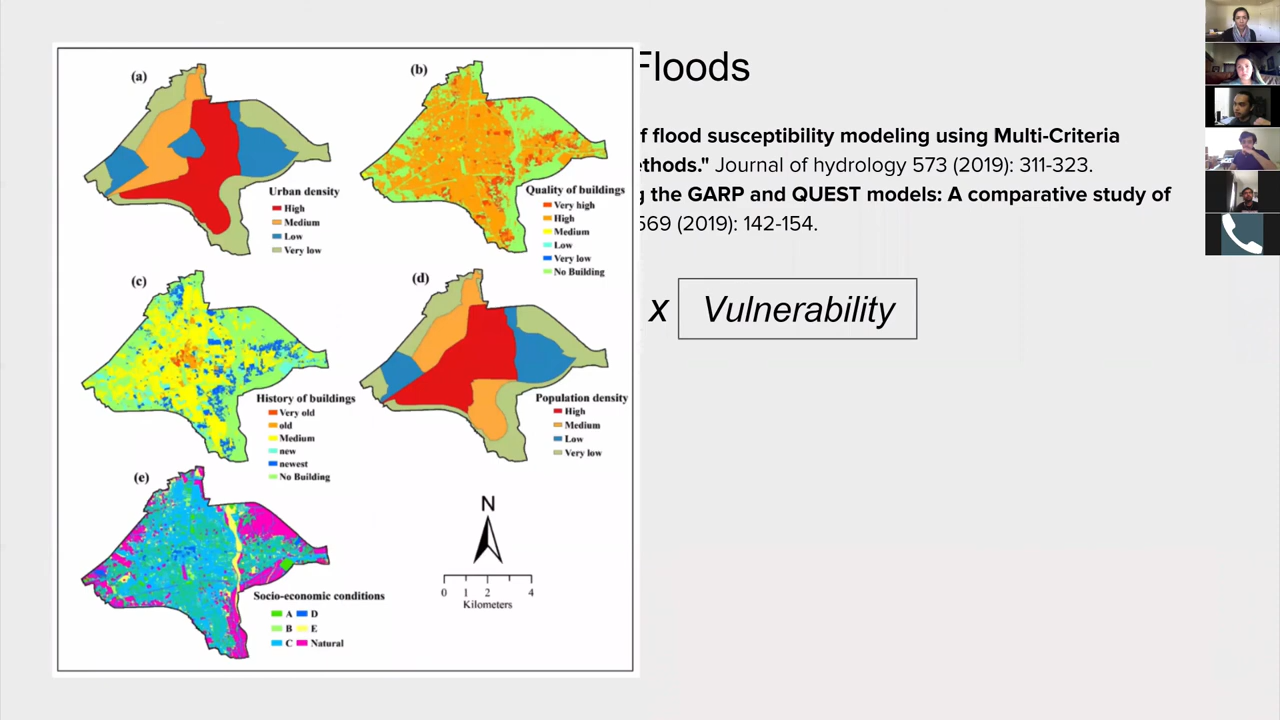 Floods
f flood susceptibility modeling using Multi-Criteria
ethods." Journal of hydrology 573 (2019): 311-323.
g the GARP and QUEST models: A comparative study of
569 (2019): 142-154.
x Vulnerability
(a)
Urban density
High
Medium
Low
Very low
(b)
Quality of buildings
Very high
High
Medium
Low
Very low
No Building
(c)
History of buildings
Very old
old
Medium
new
newest
No Building
(d)
Population density
High
Medium
Low
Very low
(e)
Socio-economic conditions
A D
B E
C Natural
N
0 1 2 4
Kilometers